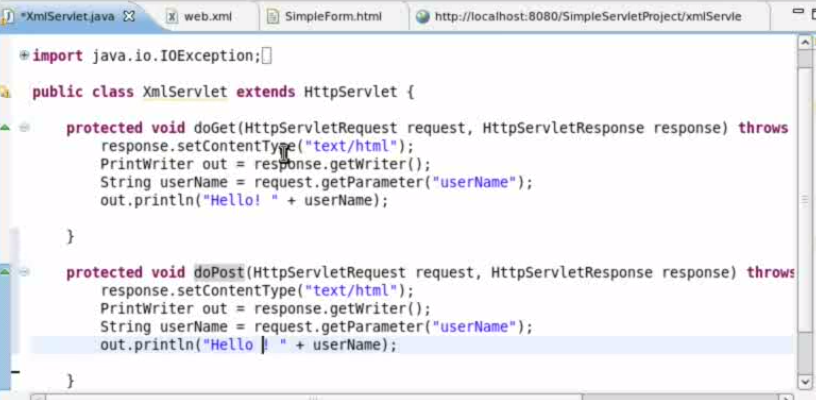 *XmlServlet.java web.xml SimpleForm.html http://localhost:8080/SimpleServletProject/xmlServle
import java.io.IOException;
public class XmlServlet extends HttpServlet {
protected void doGet(HttpServletRequest request, HttpServletResponse response) throws
response.setContentType("text/html");
PrintWriter out = response.getWriter();
String userName = request.getParameter("userName");
out.println("Hello! " + userName);
}
protected void doPost(HttpServletRequest request, HttpServletResponse response) throws
response.setContentType("text/html");
PrintWriter out = response.getWriter();
String userName = request.getParameter("userName");
out.println("Hello ! " + userName);
}